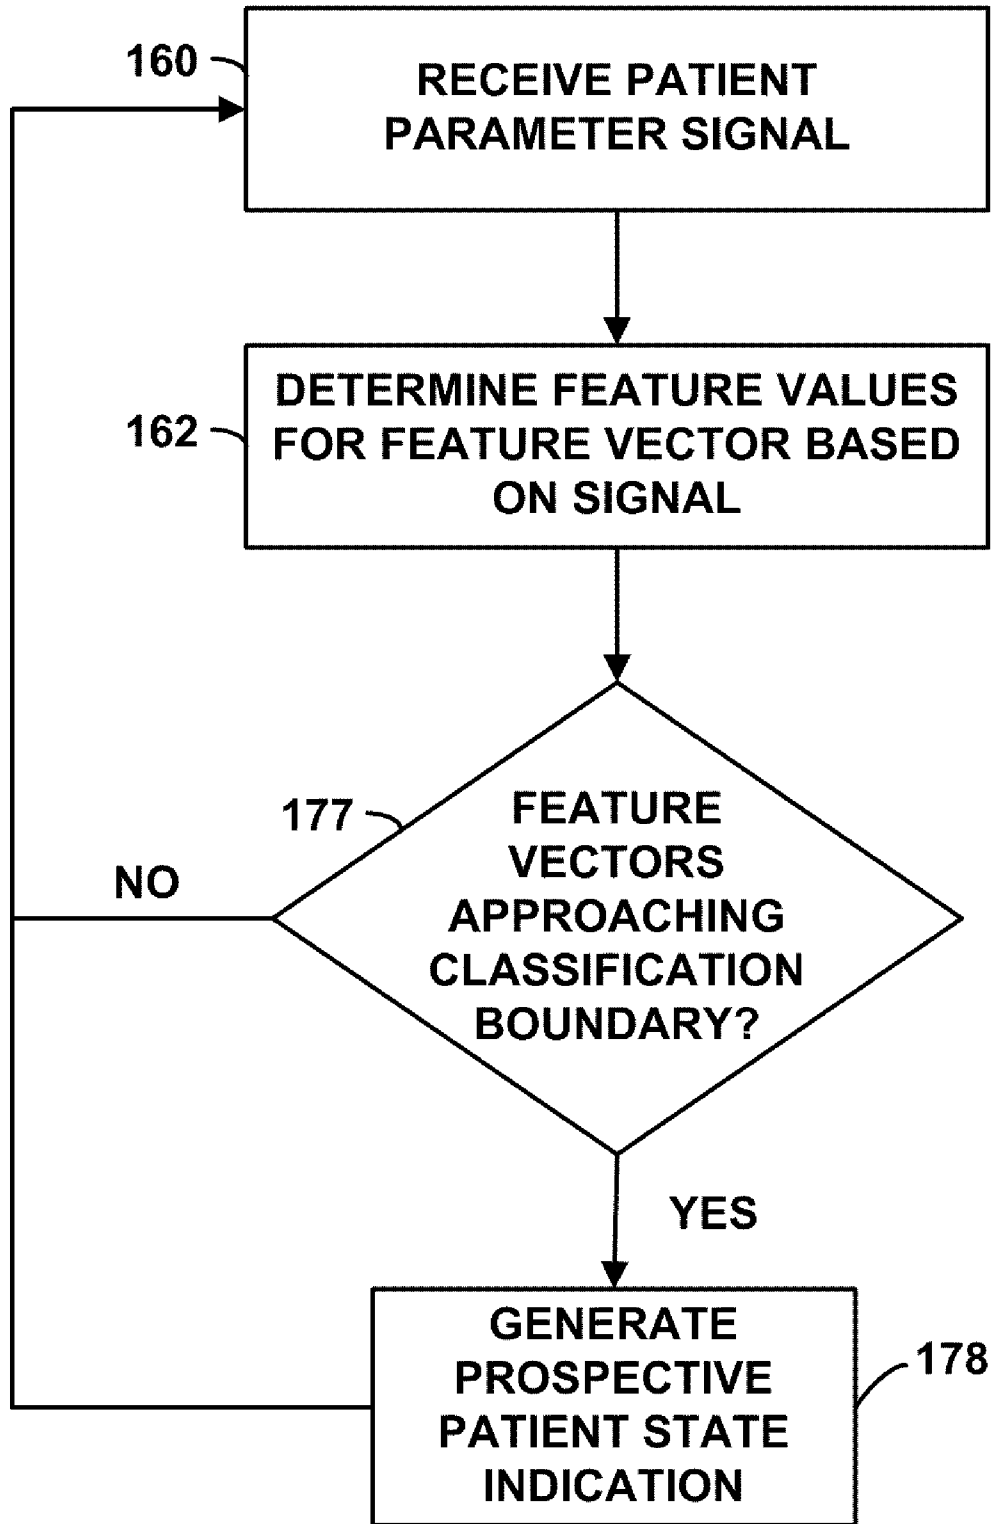 160
RECEIVE PATIENT
PARAMETER SIGNAL
162
DETERMINE FEATURE VALUES
FOR FEATURE VECTOR BASED
ON SIGNAL
177
FEATURE
VECTORS
APPROACHING
CLASSIFICATION
BOUNDARY?
NO
YES
GENERATE
PROSPECTIVE
PATIENT STATE
INDICATION
178